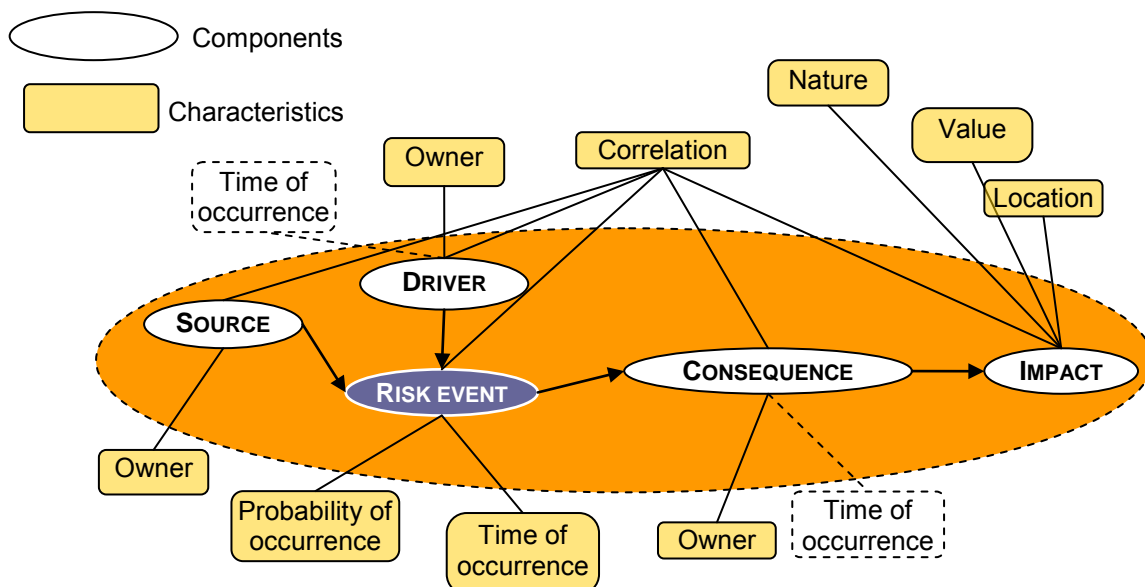 Components
Characteristics
Nature
Value
Location
Owner
Correlation
Time of
occurrence
DRIVER
SOURCE
RISK EVENT
CONSEQUENCE
IMPACT
Owner
Probability of
occurrence
Time of
occurrence
Owner
Time of
occurrence